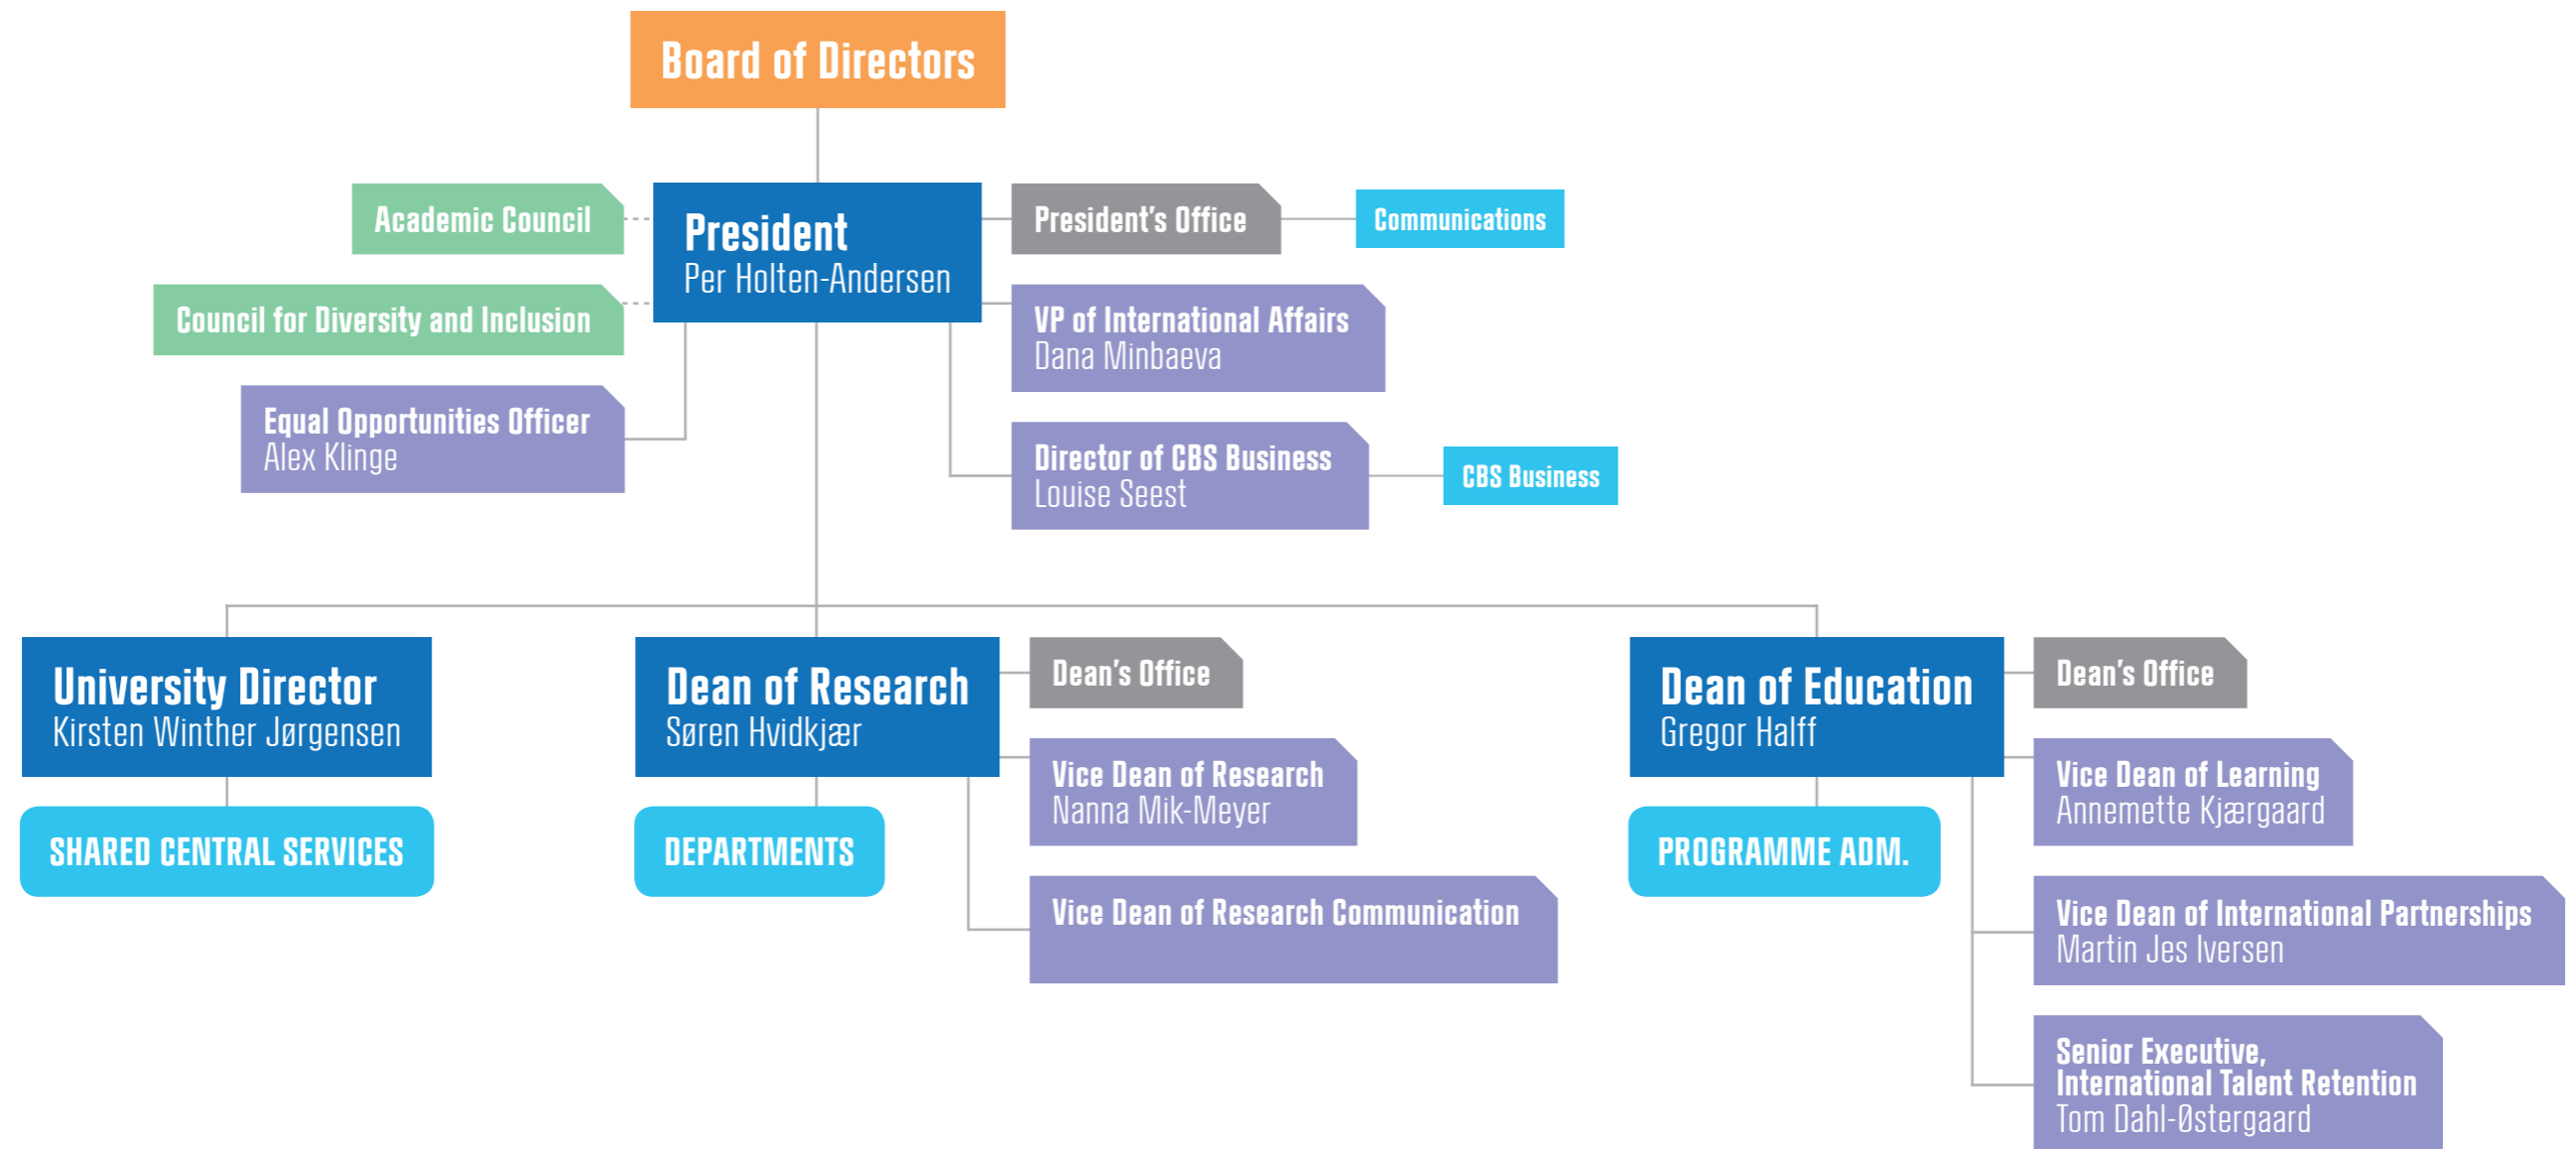 Board of Directors
Academic Council
President
Per Holten-Andersen
President's Office
Communications
Council for Diversity and Inclusion
VP of International Affairs
Dana Minbaeva
Equal Opportunities Officer
Alex Klinge
Director of CBS Business
Louise Seest
CBS Business
University Director
Kirsten Winther Jørgensen
SHARED CENTRAL SERVICES
Dean of Research
Søren Hvidkjær
DEPARTMENTS
Dean's Office
Vice Dean of Research
Nanna Mik-Meyer
Vice Dean of Research Communication
Dean of Education
Gregor Halff
PROGRAMME ADM.
Dean's Office
Vice Dean of Learning
Annemette Kjærgaard
Vice Dean of International Partnerships
Martin Jes Iversen
Senior Executive,
International Talent Retention
Tom Dahl-Østergaard